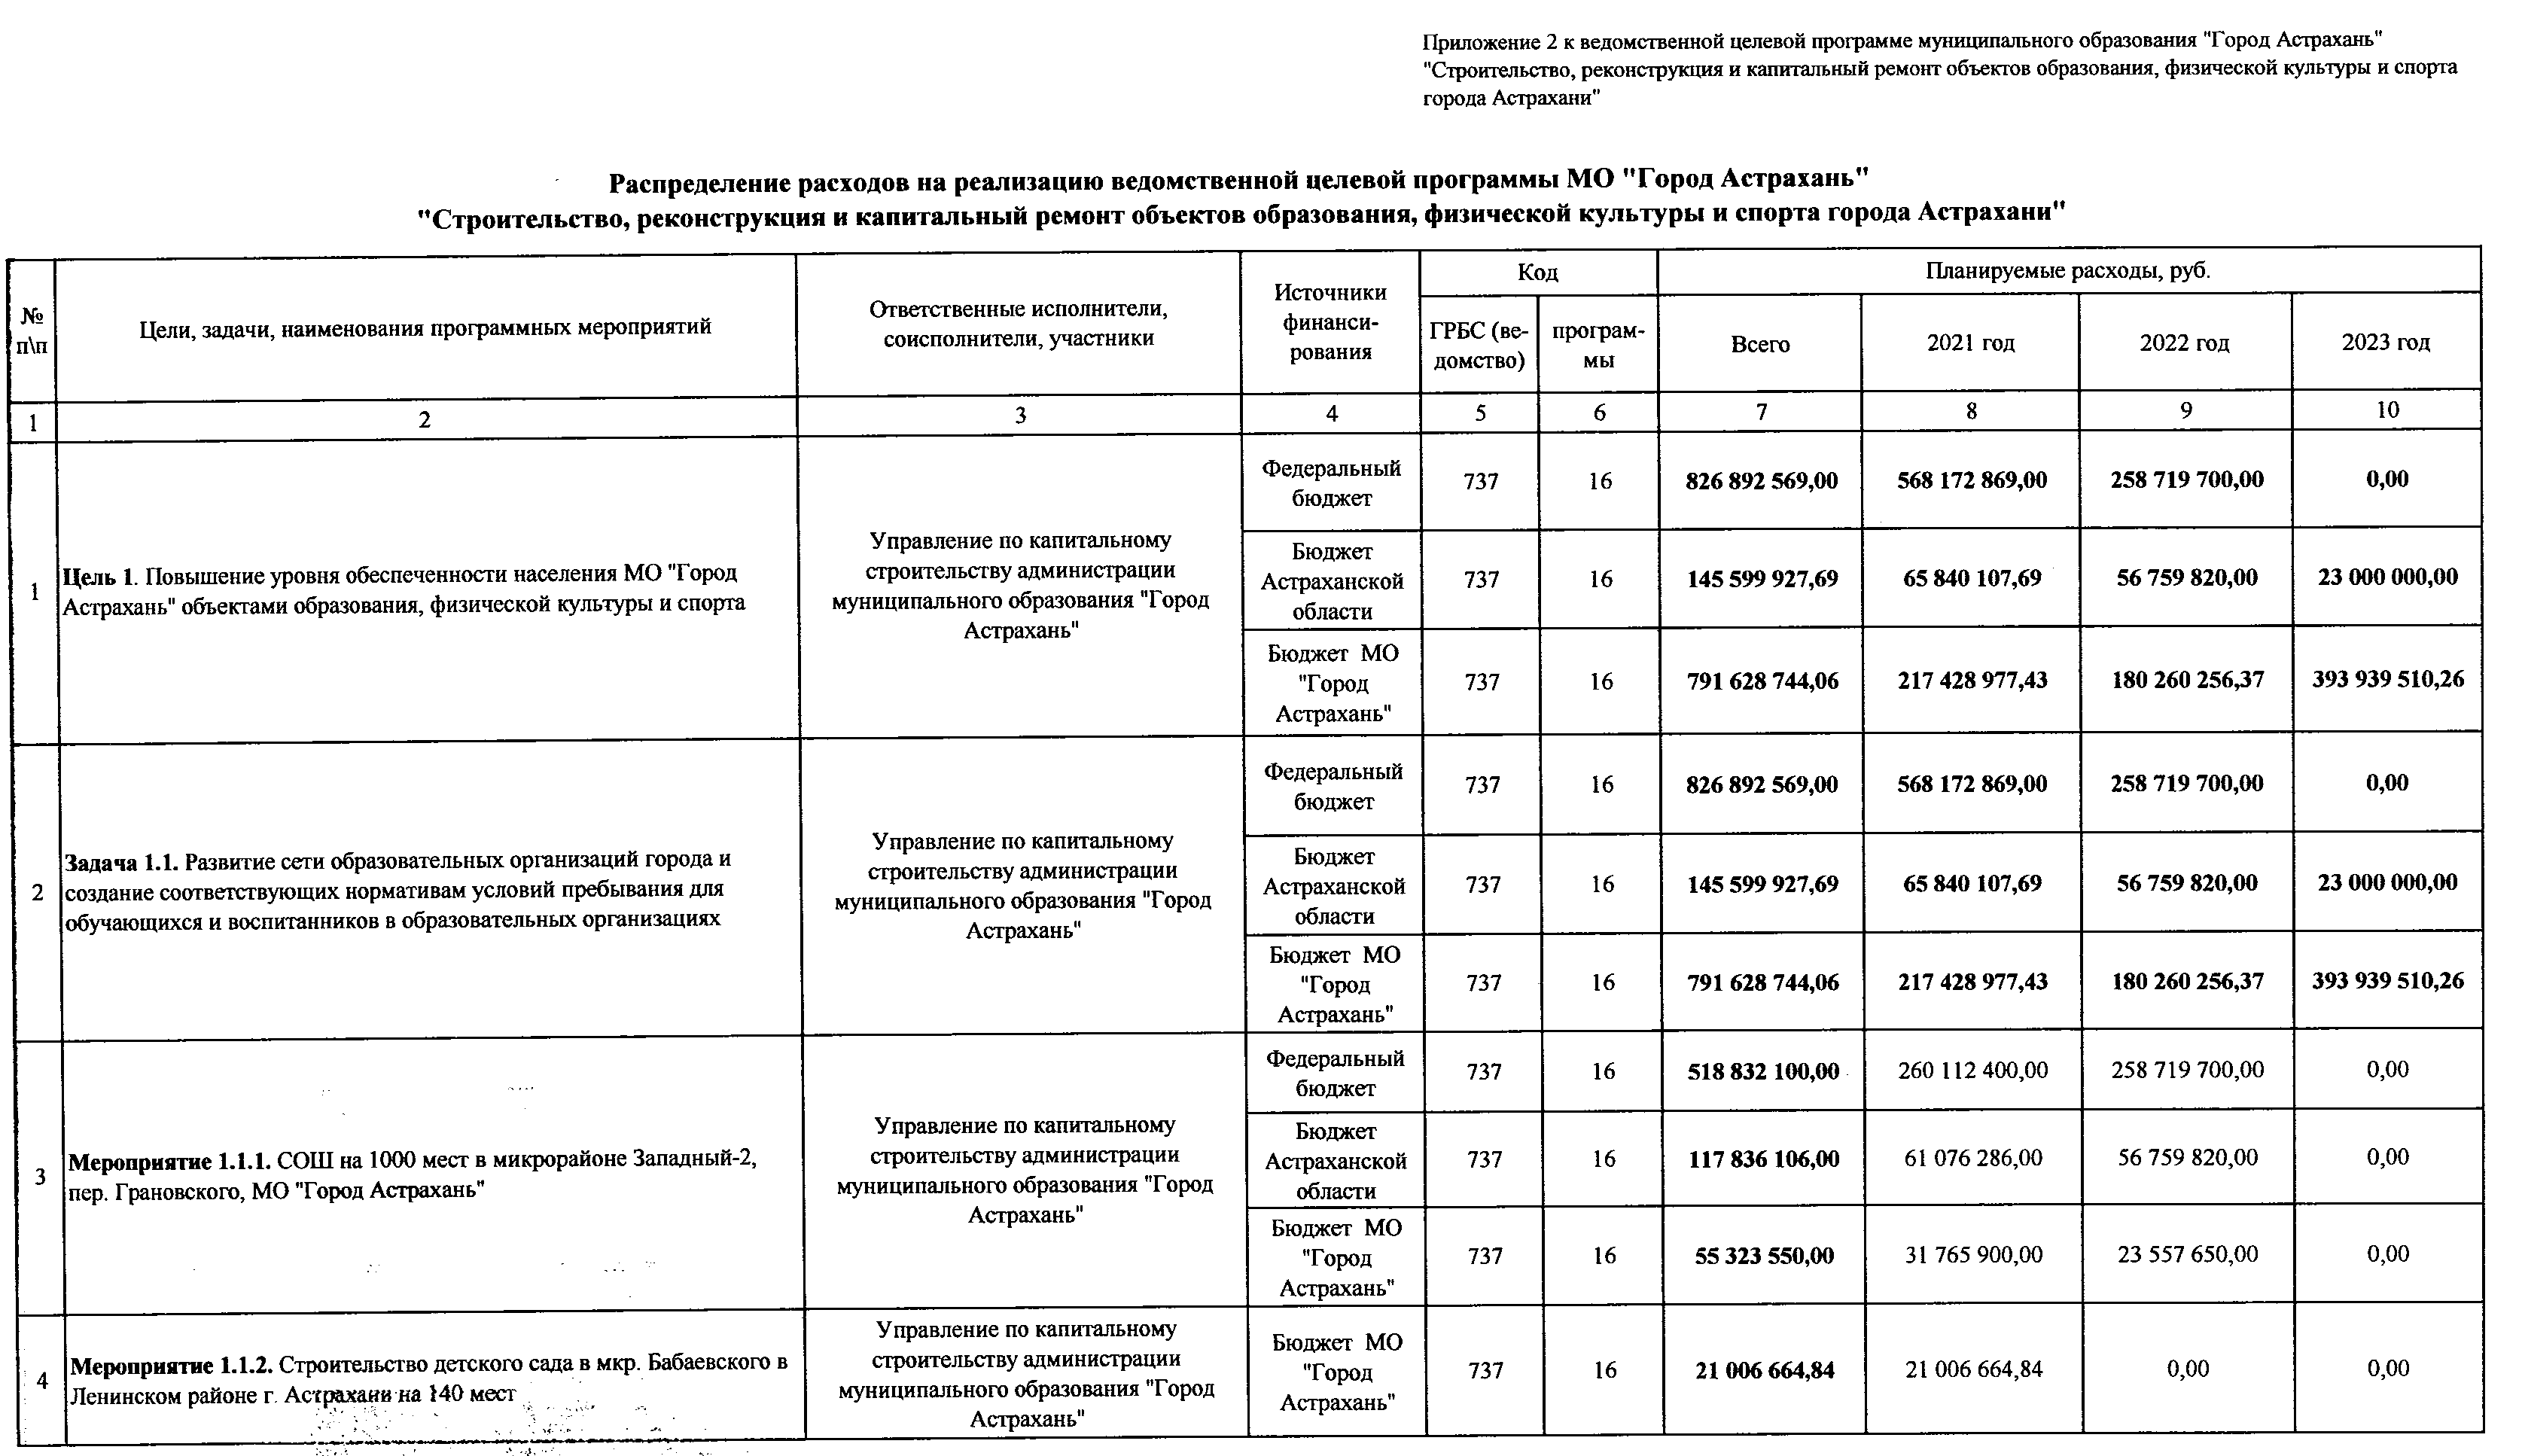 Приложение 2 к ведомственной целевой программе муниципального образования "Город Астрахань"
"Строительство, реконструкция и капитальный ремонт объектов образования, физической культуры и спорта
города Астрахани"
Распределение расходов на реализацию ведомственной целевой программы МО "Город Астрахань"
"Строительство, реконструкция и капитальный ремонт объектов образования, физической культуры и спорта города Астрахани"
№
п\п
Цели, задачи, наименования программных мероприятий
Ответственные исполнители,
соисполнители, участники
Источники
финанси-
рования
Код
Планируемые расходы, руб.
ГРБС (ве-
домство)
програм-
мы
Всего
2021 год
2022 год
2023 год
1 2 3 4 5 6 7 8 9 10
1
Цель 1. Повышение уровня обеспеченности населения МО "Город
Астрахань" объектами образования, физической культуры и спорта
Управление по капитальному
строительству администрации
муниципального образования "Город
Астрахань"
Федеральный
бюджет
737 16 826 892 569,00 568 172 869,00 258 719 700,00 0,00
Бюджет
Астраханской
области
737 16 145 599 927,69 65 840 107,69 56 759 820,00 23 000 000,00
Бюджет МО
"Город
Астрахань"
737 16 791 628 744,06 217 428 977,43 180 260 256,37 393 939 510,26
2
Задача 1.1. Развитие сети образовательных организаций города и
создание соответствующих нормативам условий пребывания для
обучающихся и воспитанников в образовательных организациях
Управление по капитальному
строительству администрации
муниципального образования "Город
Астрахань"
Федеральный
бюджет
737 16 826 892 569,00 568 172 869,00 258 719 700,00 0,00
Бюджет
Астраханской
области
737 16 145 599 927,69 65 840 107,69 56 759 820,00 23 000 000,00
Бюджет МО
"Город
Астрахань"
737 16 791 628 744,06 217 428 977,43 180 260 256,37 393 939 510,26
3
Мероприятие 1.1.1. СОШ на 1000 мест в микрорайоне Западный-2,
пер. Грановского, МО "Город Астрахань"
Управление по капитальному
строительству администрации
муниципального образования "Город
Астрахань"
Федеральный
бюджет
737 16 518 832 100,00 260 112 400,00 258 719 700,00 0,00
Бюджет
Астраханской
области
737 16 117 836 106,00 61 076 286,00 56 759 820,00 0,00
Бюджет МО
"Город
Астрахань"
737 16 55 323 550,00 31 765 900,00 23 557 650,00 0,00
4
Мероприятие 1.1.2. Строительство детского сада в мкр. Бабаевского в
Ленинском районе г. Астрахани на 140 мест
Управление по капитальному
строительству администрации
муниципального образования "Город
Астрахань"
Бюджет МО
"Город
Астрахань"
737 16 21 006 664,84 21 006 664,84 0,00 0,00